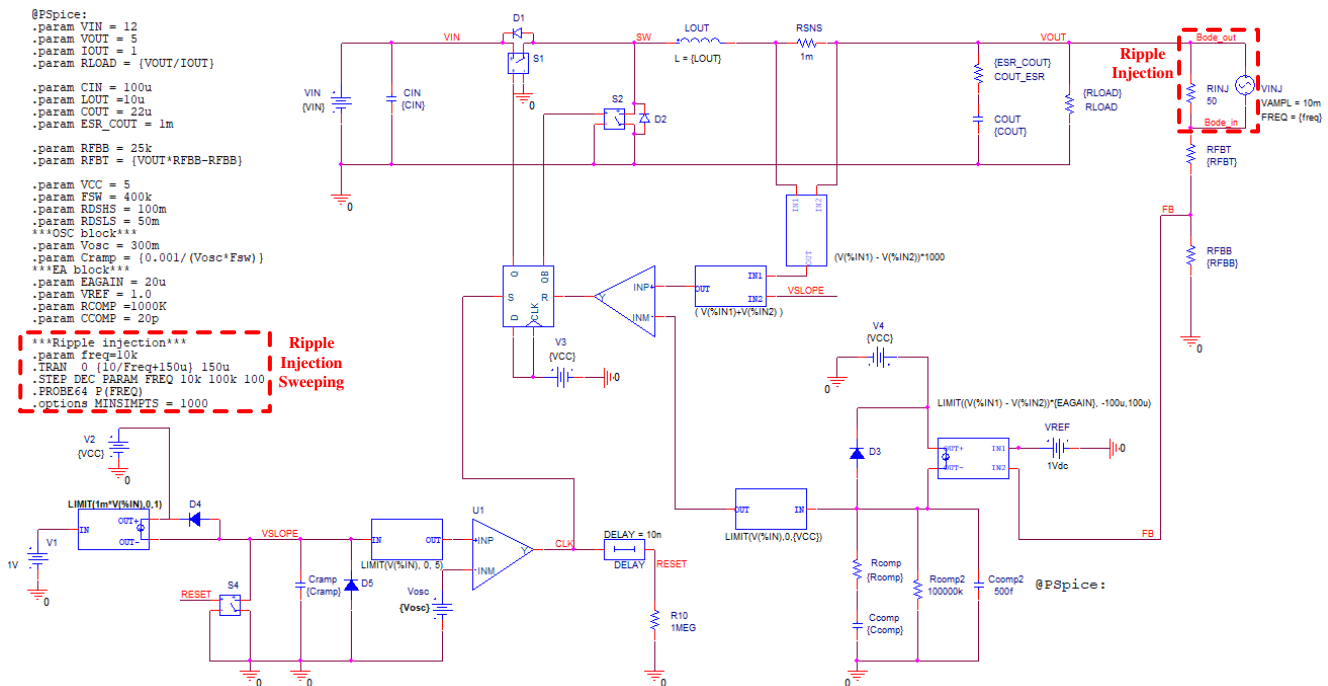 @PSpice:
.param VIN = 12
.param VOUT = 5
.param IOUT = 1
.param RLOAD = {VOUT/IOUT}
.param CIN = 100u
.param LOUT =10u
.param COUT = 22u
.param ESR_COUT = 1m
.param RFBB = 25k
.param RFBT = {VOUT*RFBB-RFBB}
.param VCC = 5
.param FSW = 400k
.param RDSHS = 100m
.param RDSLS = 50m
***OSC block***
.param Vosc = 300m
.param Cramp = {0.001/(Vosc*Fsw)}
***EA block***
.param EAGAIN = 20u
.param VREF = 1.0
.param RCOMP =1000K
.param CCOMP = 20p
***Ripple injection***
.param freq=10k
.TRAN 0 {10/Freq+150u} 150u
.STEP DEC PARAM FREQ 10k 100k 100
.PROBE64 P(FREQ)
.options MINSIMPTS = 1000
Ripple
Injection
Sweeping
VIN
{VIN}
0
VIN
CIN
{CIN}
D1
S1
0
SW
S2
D2
LOUT
L = {LOUT}
RSNS
1m
VOUT
{ESR_COUT}
COUT_ESR
COUT
{COUT}
{RLOAD}
RLOAD
Ripple
Injection
Bode_out
RINJ
50
Bode_in
VINJ
VAMPL = 10m
FREQ = {freq}
RFBT
{RFBT}
FB
RFBB
{RFBB}
0
IN1
IN2
OUT
(V(%IN1) - V(%IN2))*1000
OUT
IN1
IN2
VSLOPE
( V(%IN1)+V(%IN2) )
INP+
INM
Y
Q
QB
S
R
D
CLK
V3
{VCC}
0
V4
{VCC}
0
LIMIT((V(%IN1) - V(%IN2))*{EAGAIN}, -100u,100u)
OUT+
OUT-
IN1
IN2
VREF
1Vdc
0
FB
D3
OUT
IN
LIMIT(V(%IN),0,{VCC})
Rcomp
{Rcomp}
Ccomp
{Ccomp}
0
Rcomp2
100000k
Ccomp2
500f
@PSpice:
V2
{VCC}
0
LIMIT(1m*V(%IN),0,1)
IN
OUT+
OUT-
V1
1V
0
D4
VSLOPE
RESET
S4
0
Cramp
{Cramp}
0
D5
IN
OUT
LIMIT(V(%IN), 0, 5)
U1
+INP
-INM
Y
Vosc
{Vosc}
CLK
DELAY = 10n
DELAY
RESET
R10
1MEG
0